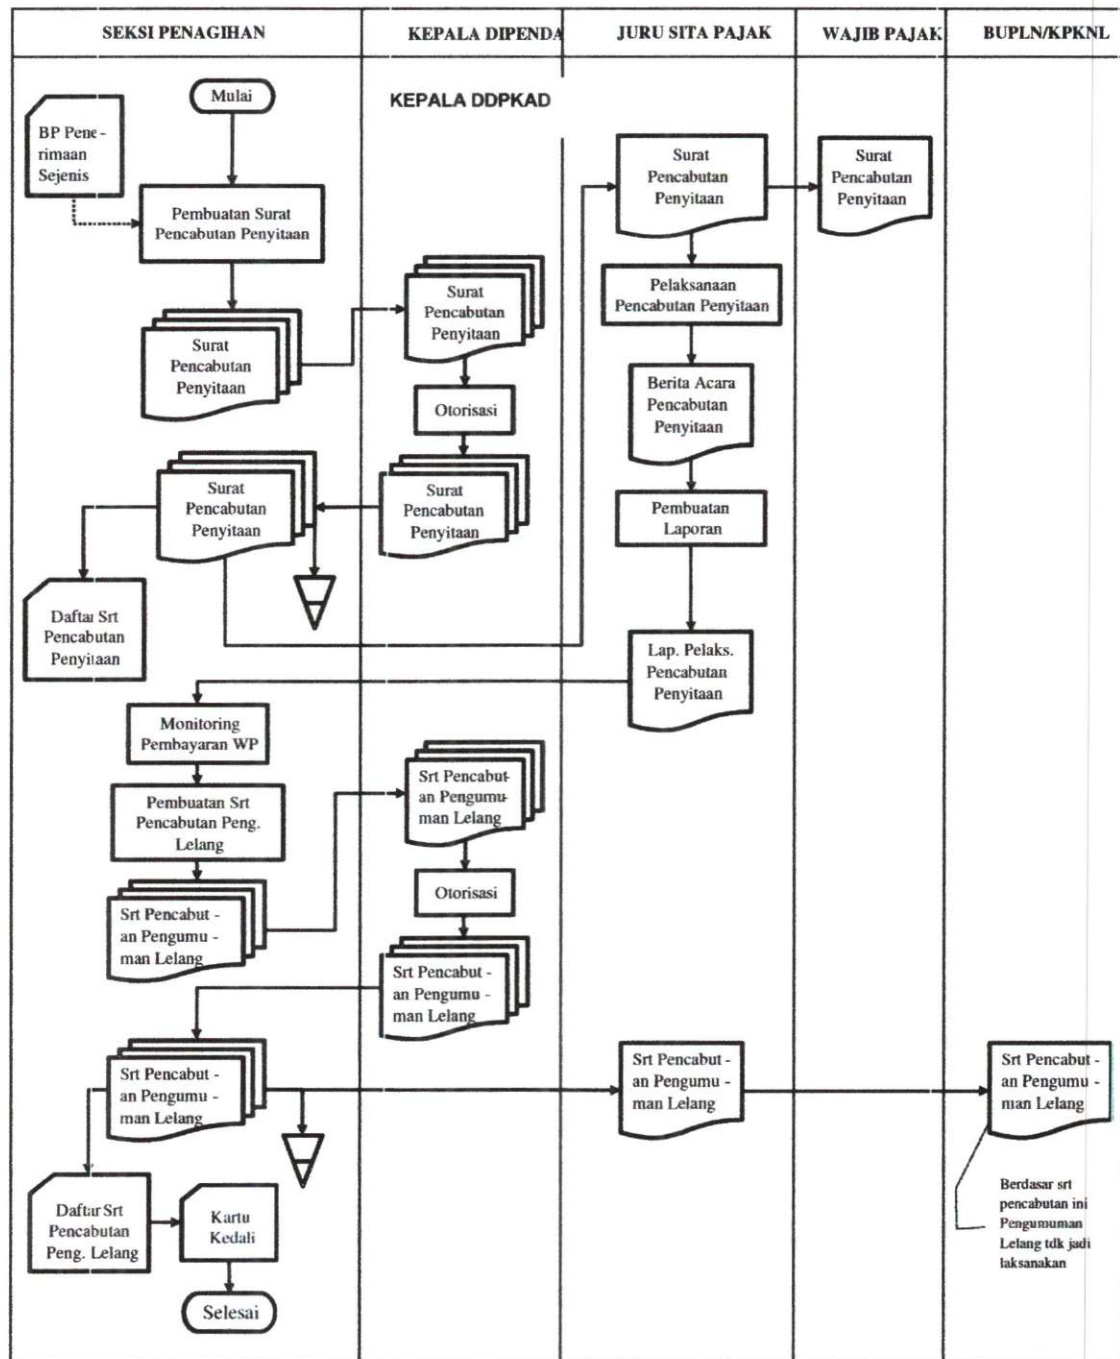 SEKSI PENAGIHAN
KEPALA DIPENDA
JURU SITA PAJAK
WAJIB PAJAK
BUPLN/KPKNL
Mulai
KEPALA DDPKAD
BP Pene -
rimaan
Sejenis
Pembuatan Surat
Pencabutan Penyitaan
Surat
Pencabutan
Penyitaan
Surat
Pencabutan
Penyitaan
Otorisasi
Surat
Pencabutan
Penyitaan
Surat
Pencabutan
Penyitaan
Daftar Srt
Pencabutan
Penyitaan
Surat
Pencabutan
Penyitaan
Surat
Pencabutan
Penyitaan
Pelaksanaan
Pencabutan Penyitaan
Berita Acara
Pencabutan
Penyitaan
Pembuatan
Laporan
Lap. Pelaks.
Pencabutan
Penyitaan
Monitoring
Pembayaran WP
Pembuatan Srt
Pencabutan Peng.
Lelang
Srt Pencabut -
an Pengumu -
man Lelang
Srt Pencabut-
an Pengumu-
man Lelang
Otorisasi
Srt Pencabut -
an Pengumu -
man Lelang
Srt Pencabut -
an Pengumu -
man Lelang
Srt Pencabut -
an Pengumu -
man Lelang
Srt Pencabut -
an Pengumu -
man Lelang
Daftar Srt
Pencabutan
Peng. Lelang
Kartu
Kedali
Selesai
Berdasar srt
pencabutan ini
Pengumuman
Lelang tdk jadi
laksanakan